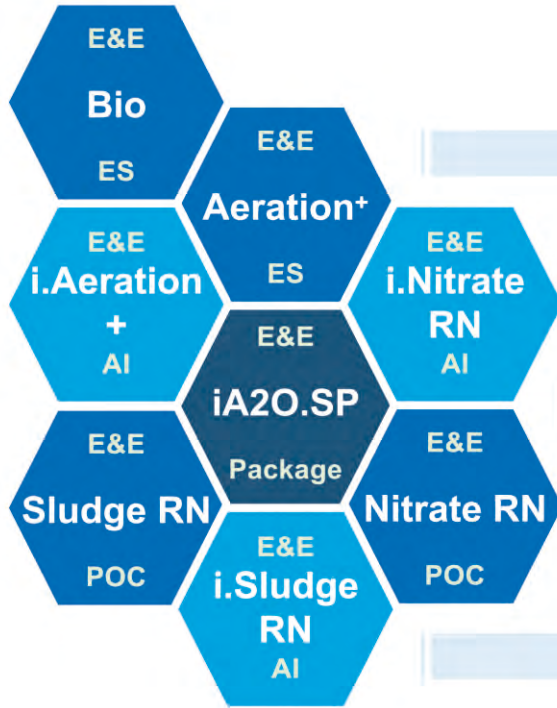 E&E
Bio
ES
E&E
Aeration⁺
ES
E&E
i.Aeration
+
AI
E&E
i.Nitrate
RN
AI
E&E
iA2O.SP
Package
E&E
Sludge RN
POC
E&E
Nitrate RN
POC
E&E
i.Sludge
RN
AI